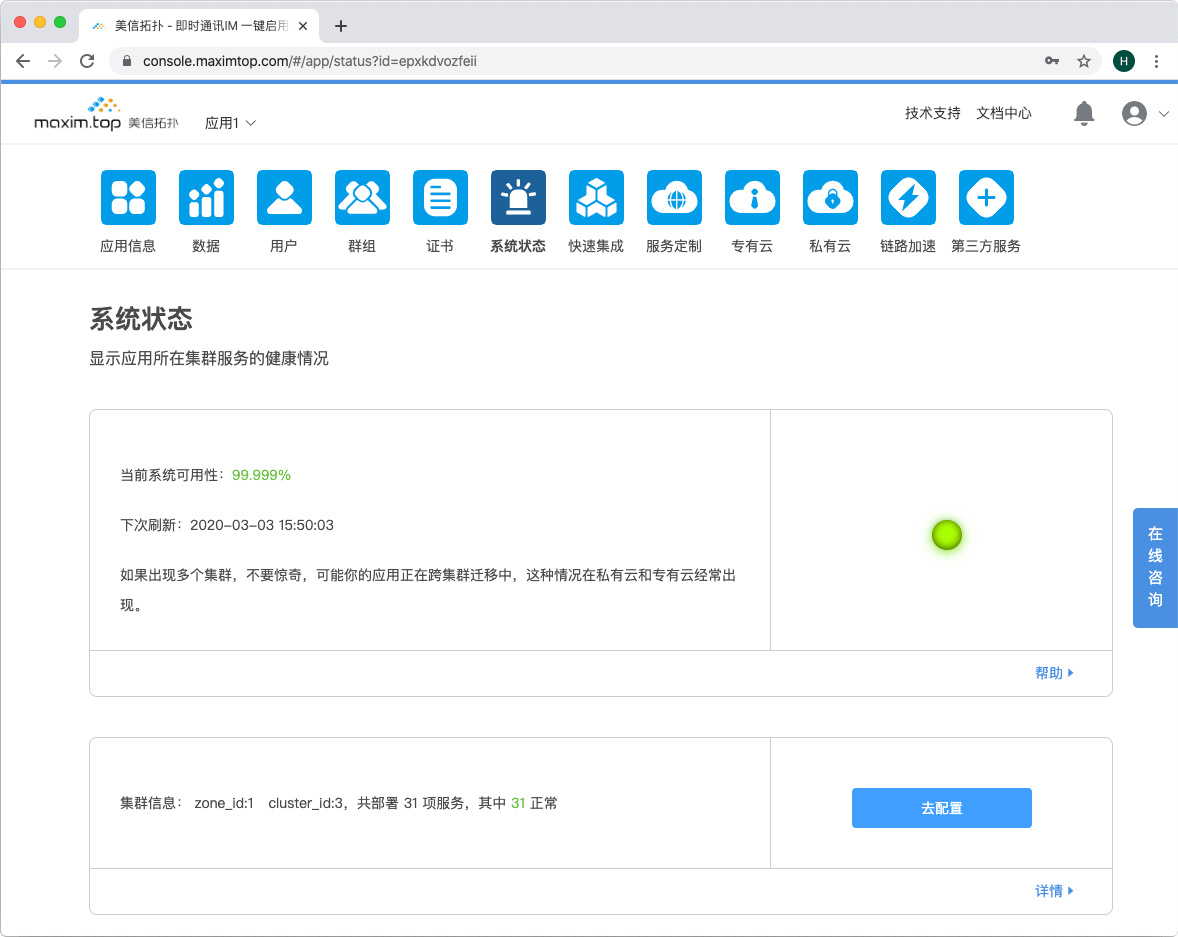 美信拓扑 - 即时通讯IM 一键启用
console.maximtop.com/#/app/status?id=epxkdvozfeii
H
maxim.top 美信拓扑
应用1
技术支持 文档中心
应用信息 数据 用户 群组 证书 系统状态 快速集成 服务定制 专有云 私有云 链路加速 第三方服务
系统状态
显示应用所在集群服务的健康情况
当前系统可用性：99.999%
下次刷新：2020-03-03 15:50:03
如果出现多个集群，不要惊奇，可能你的应用正在跨集群迁移中，这种情况在私有云和专有云经常出
现。
帮助
在线咨询
集群信息： zone_id:1 cluster_id:3，共部署 31 项服务，其中 31 正常
去配置
详情